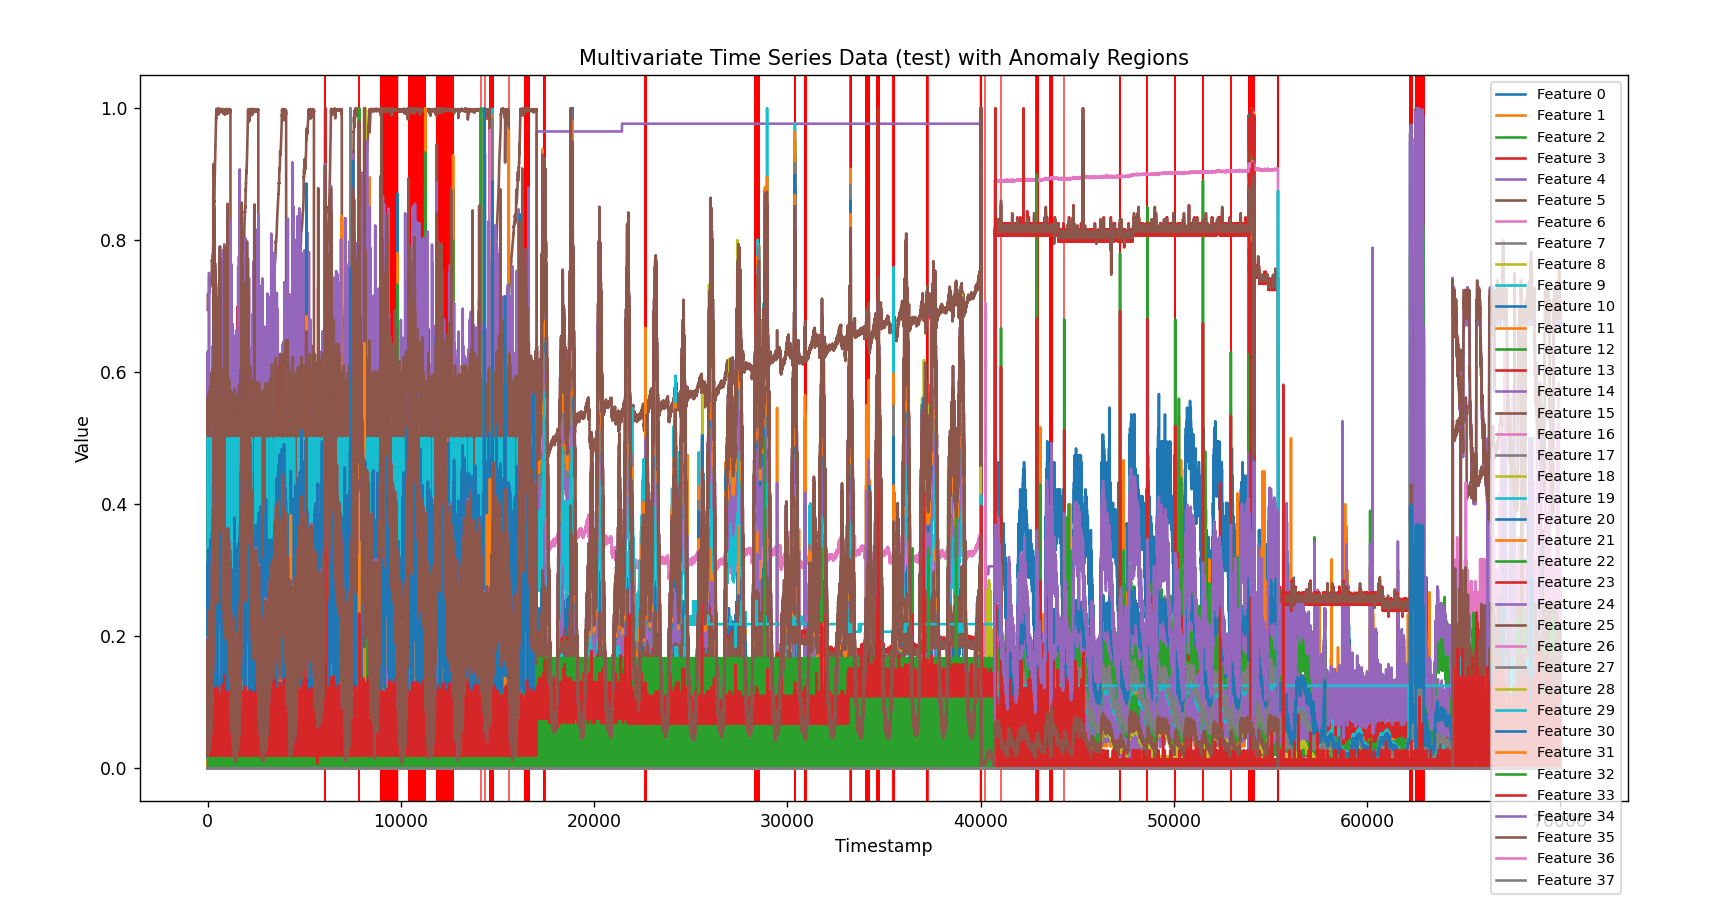 Multivariate Time Series Data (test) with Anomaly Regions
1.0
0.8
0.6
0.4
0.2
0.0
Value
0
10000
20000
30000
40000
50000
60000
70000
Timestamp
Feature 0
Feature 1
Feature 2
Feature 3
Feature 4
Feature 5
Feature 6
Feature 7
Feature 8
Feature 9
Feature 10
Feature 11
Feature 12
Feature 13
Feature 14
Feature 15
Feature 16
Feature 17
Feature 18
Feature 19
Feature 20
Feature 21
Feature 22
Feature 23
Feature 24
Feature 25
Feature 26
Feature 27
Feature 28
Feature 29
Feature 30
Feature 31
Feature 32
Feature 33
Feature 34
Feature 35
Feature 36
Feature 37